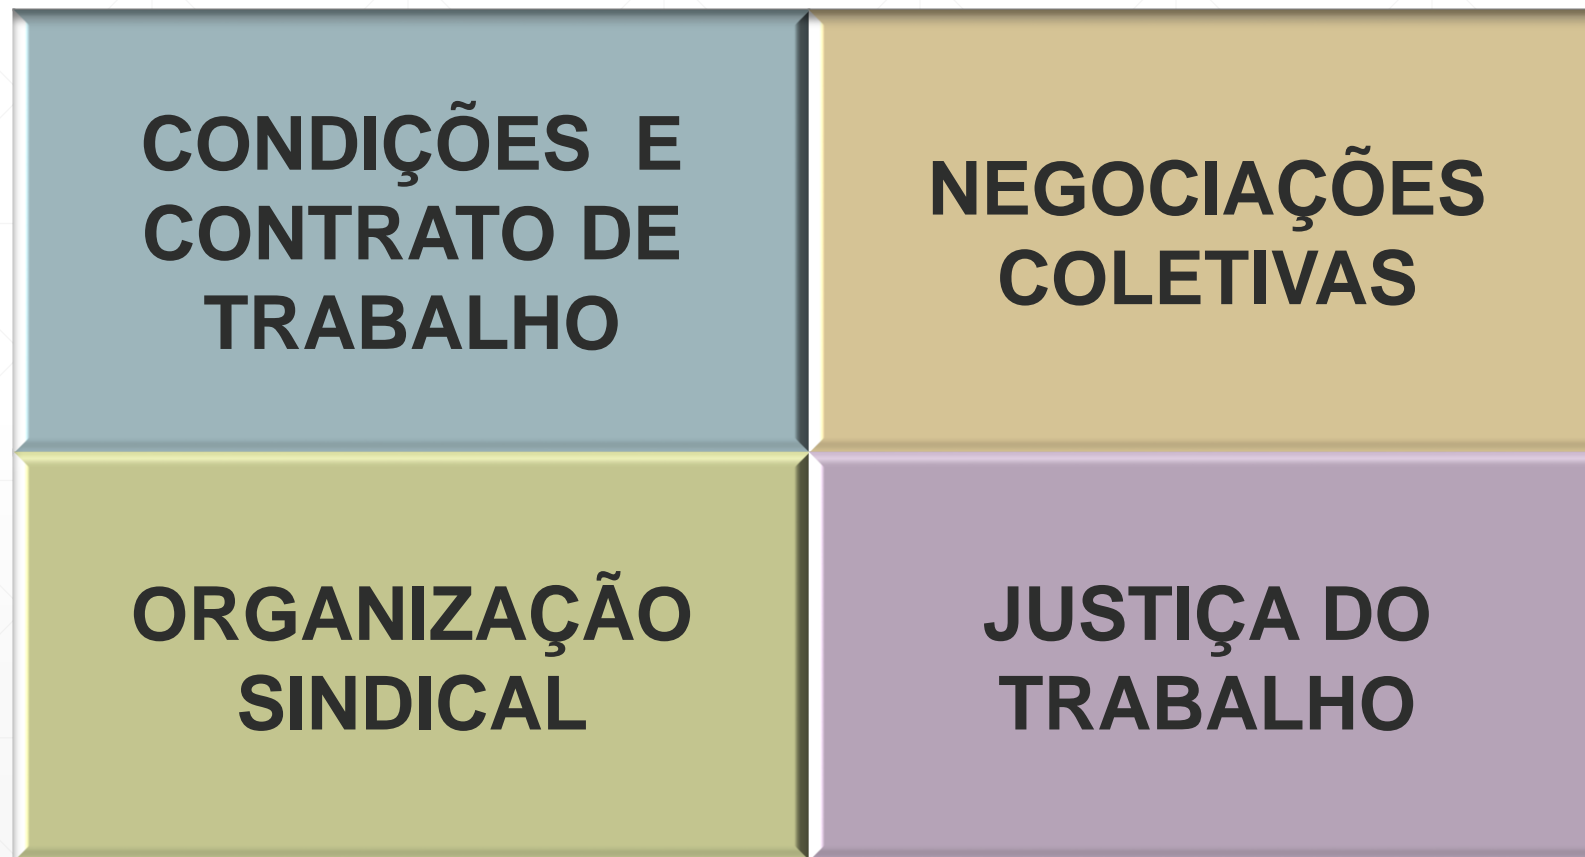 CONDIÇÕES E
CONTRATO DE
TRABALHO
NEGOCIAÇÕES
COLETIVAS
ORGANIZAÇÃO
SINDICAL
JUSTIÇA DO
TRABALHO